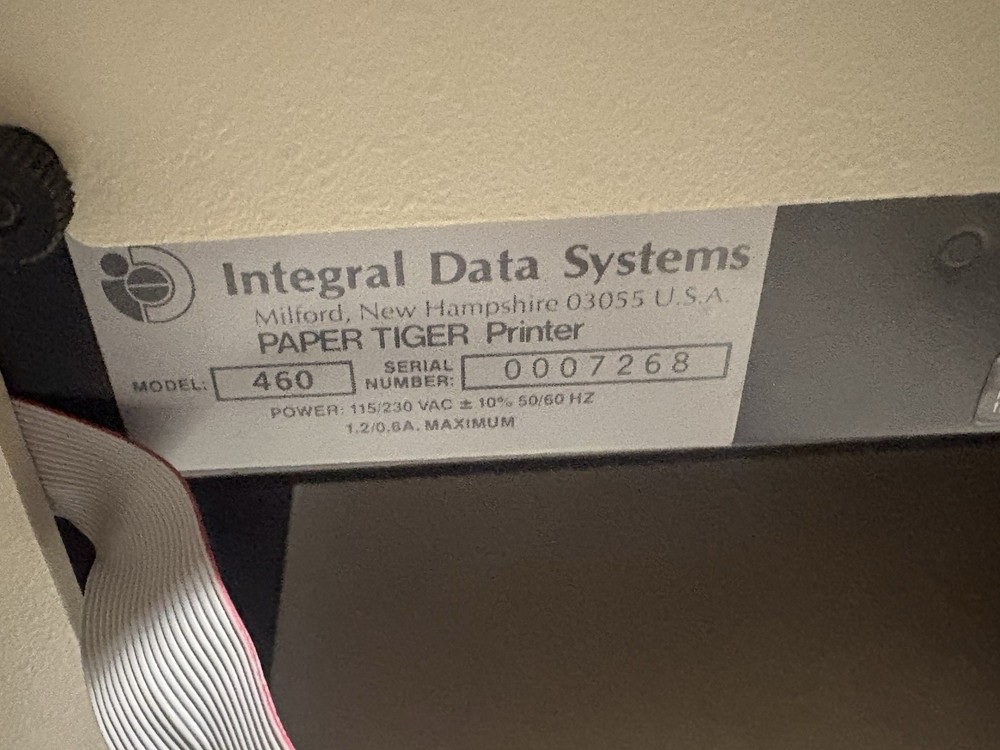 Integral Data Systems
Milford, New Hampshire 03055 U.S.A.
PAPER TIGER Printer
MODEL: 460 SERIAL NUMBER: 0007268
POWER: 115/230 VAC ± 10% 50/60 HZ
1.2/0.6A. MAXIMUM